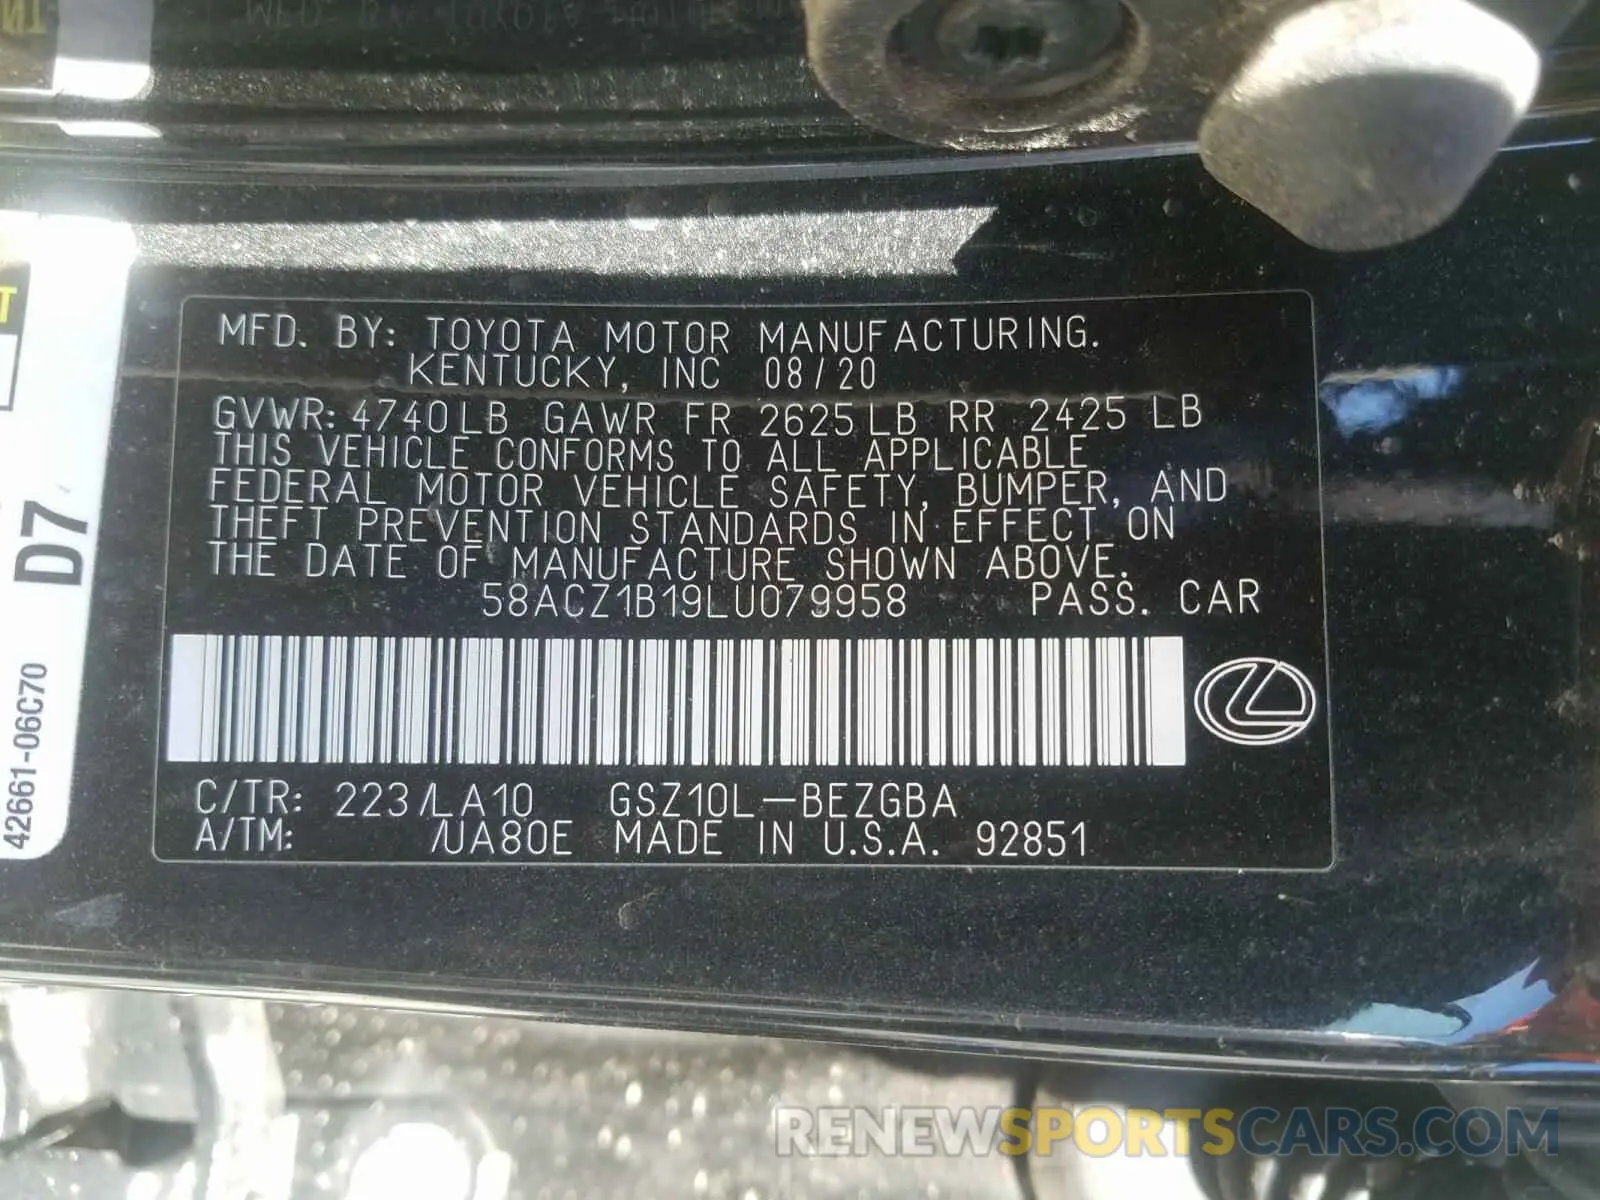 MFD. BY: TOYOTA MOTOR MANUFACTURING.
KENTUCKY, INC 08/20
GVWR: 4740LB GAWR FR 2625LB RR 2425 LB
THIS VEHICLE CONFORMS TO ALL APPLICABLE
FEDERAL MOTOR VEHICLE SAFETY, BUMPER, AND
THEFT PREVENTION STANDARDS IN EFFECT ON
THE DATE OF MANUFACTURE SHOWN ABOVE.
58ACZ1B19LU079958 PASS. CAR
C/TR: 223/LA10 GSZ10L-BEZGBA
A/TM: /UA80E MADE IN U.S.A. 92851
D7
42661-06C70
RENEWSPORTSCARS.COM